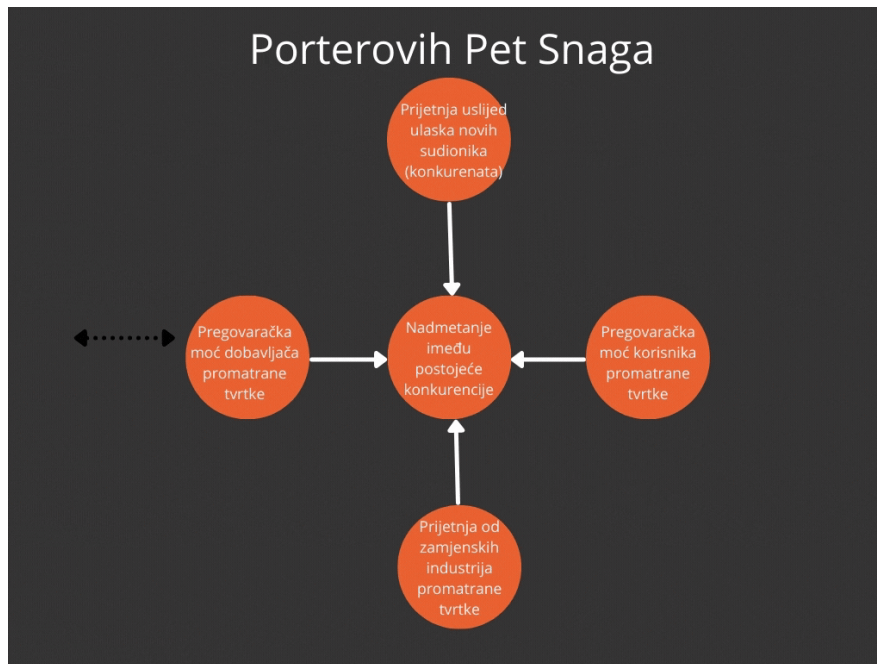 Porterovih Pet Snaga
Prijetnja uslijed
ulaska novih
sudionika
(konkurenata)
Pregovaračka
moć dobavljača
promatrane
tvrtke
Nadmetanje
imeđu
postojeće
konkurencije
Pregovaračka
moć korisnika
promatrane
tvrtke
Prijetnja od
zamjenskih
industrija
promatrane
tvrtke